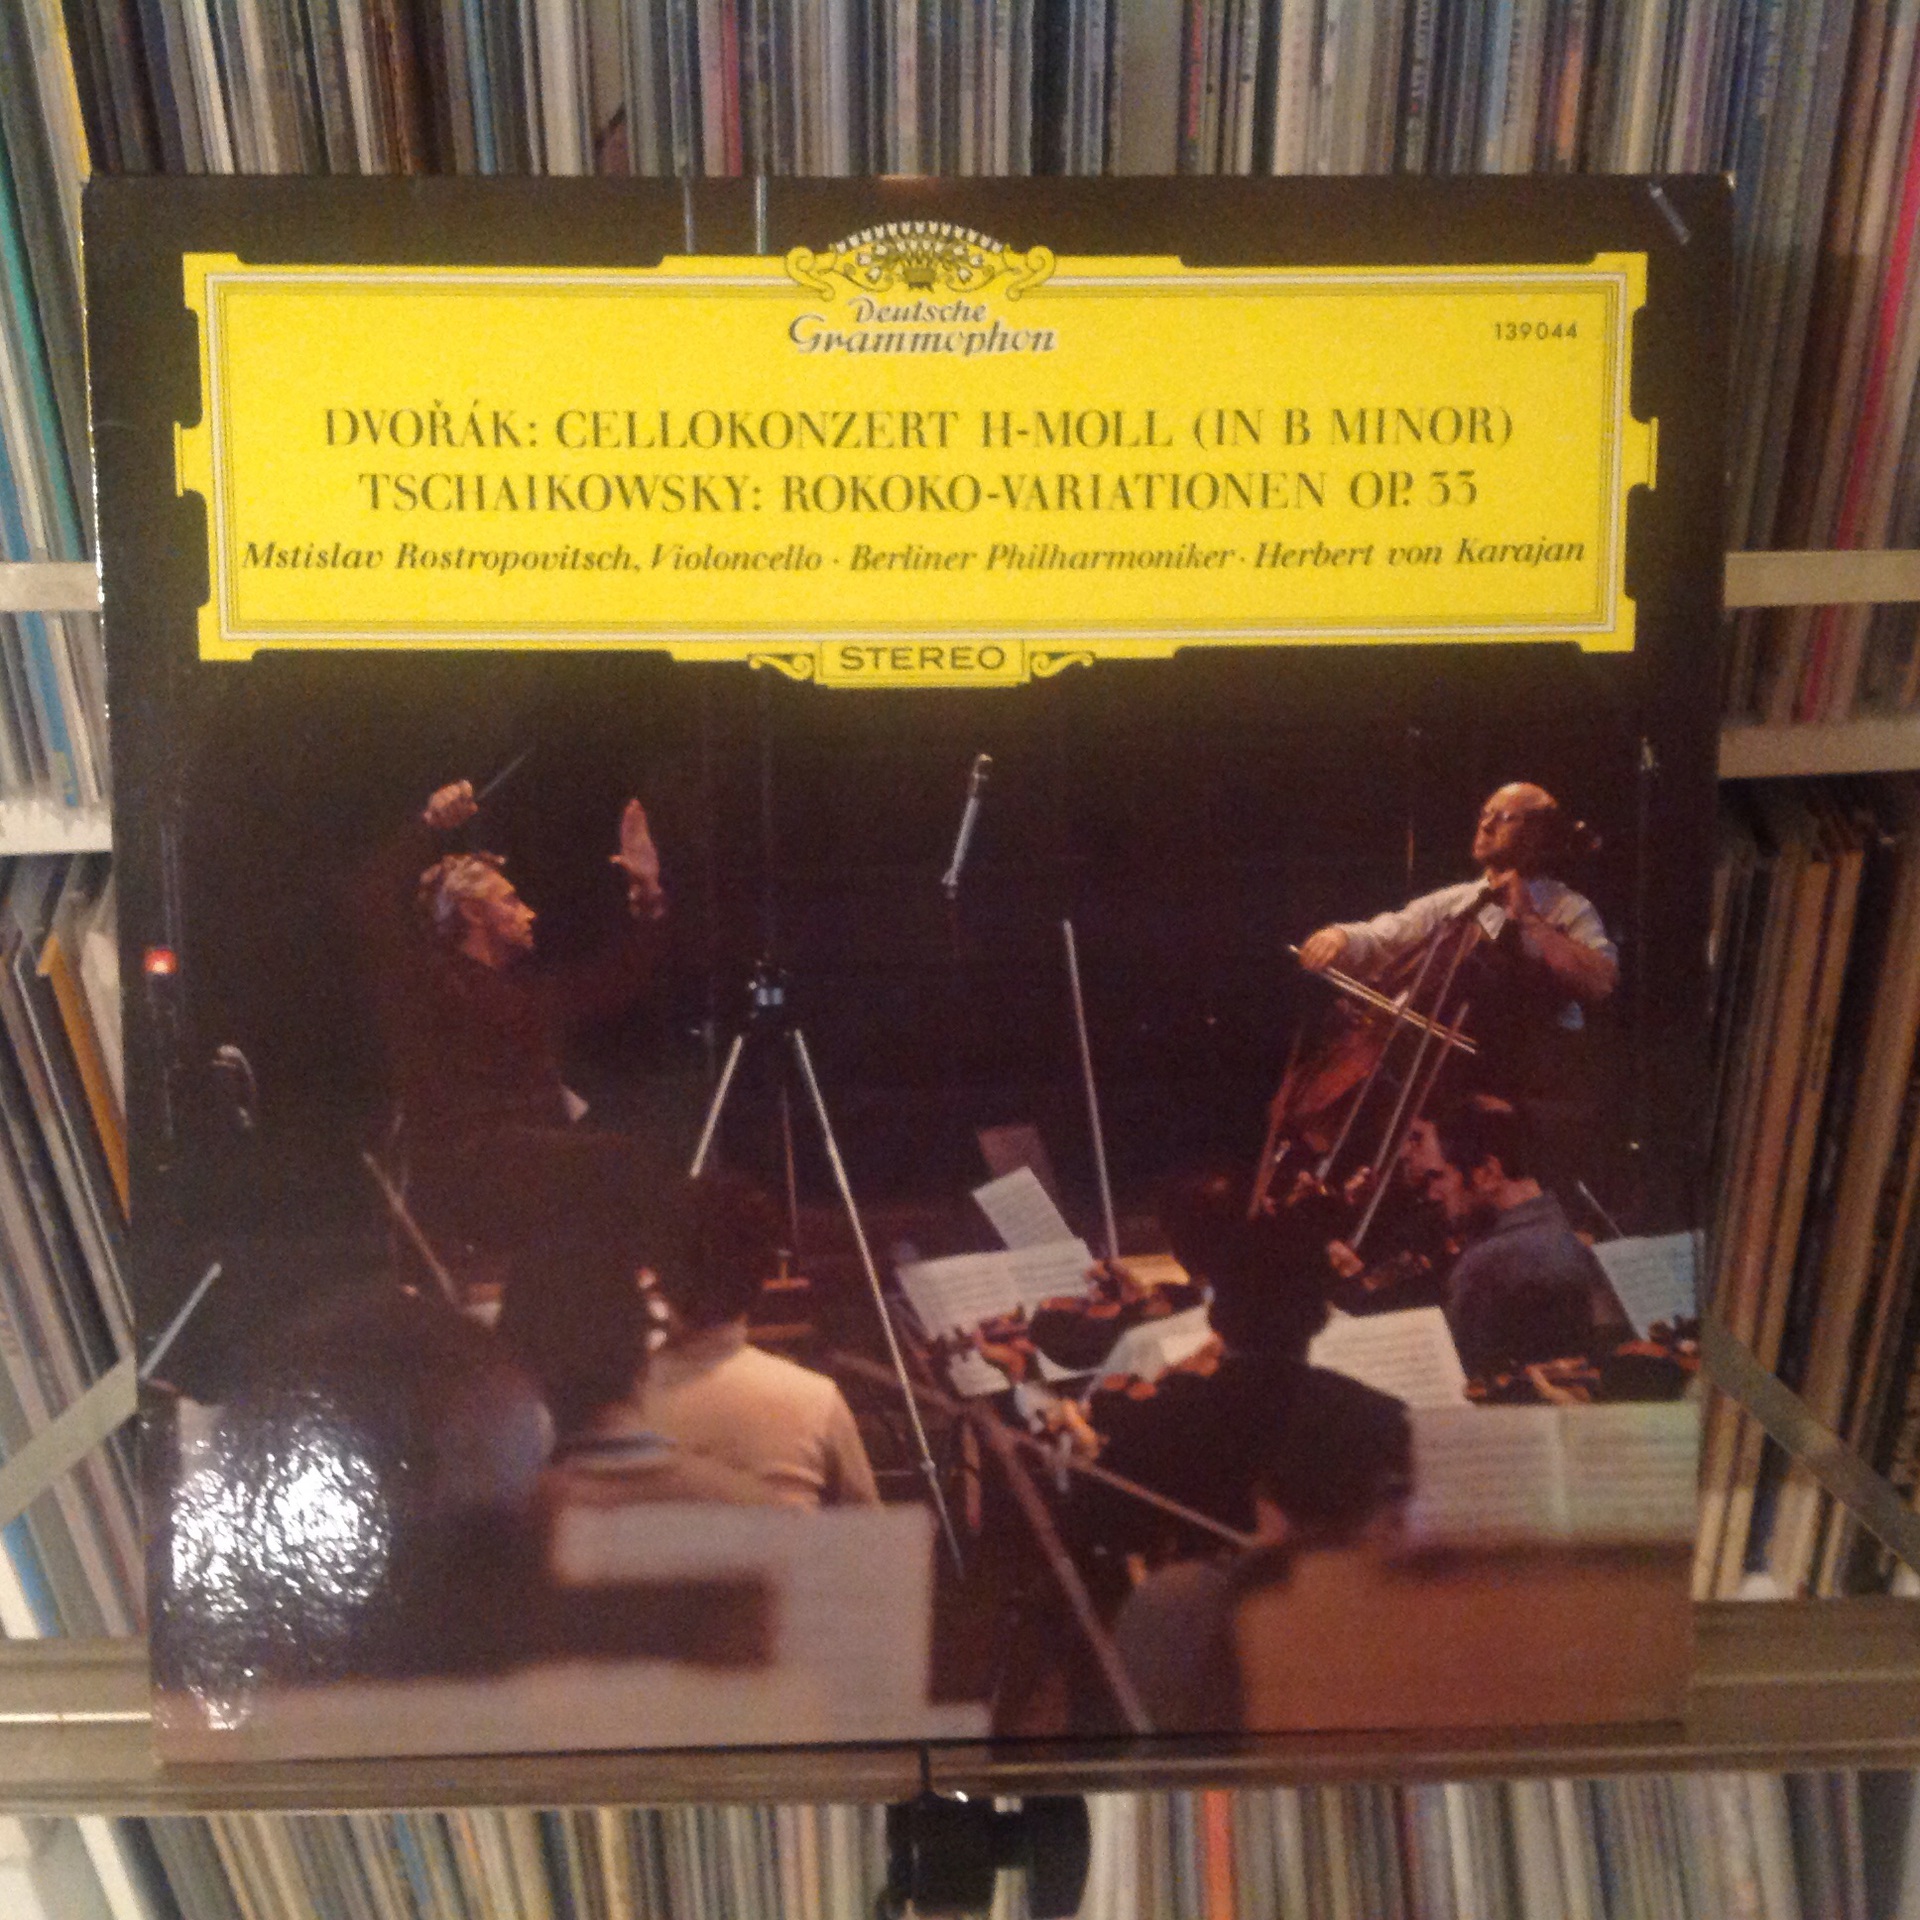 Deutsche
Grammophon
139044
DVOŘÁK: CELLOKONZERT H-MOLL (IN B MINOR)
TSCHAIKOWSKY: ROKOKO-VARIATIONEN OP. 33
Mstislav Rostropovitsch, Violoncello · Berliner Philharmoniker · Herbert von Karajan
STEREO